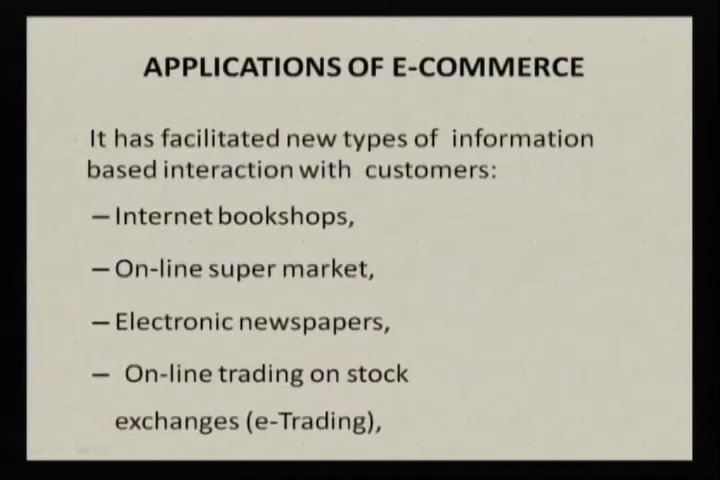 APPLICATIONS OF E-COMMERCE
It has facilitated new types of information
based interaction with customers:
– Internet bookshops,
– On-line super market,
– Electronic newspapers,
– On-line trading on stock
exchanges (e-Trading),